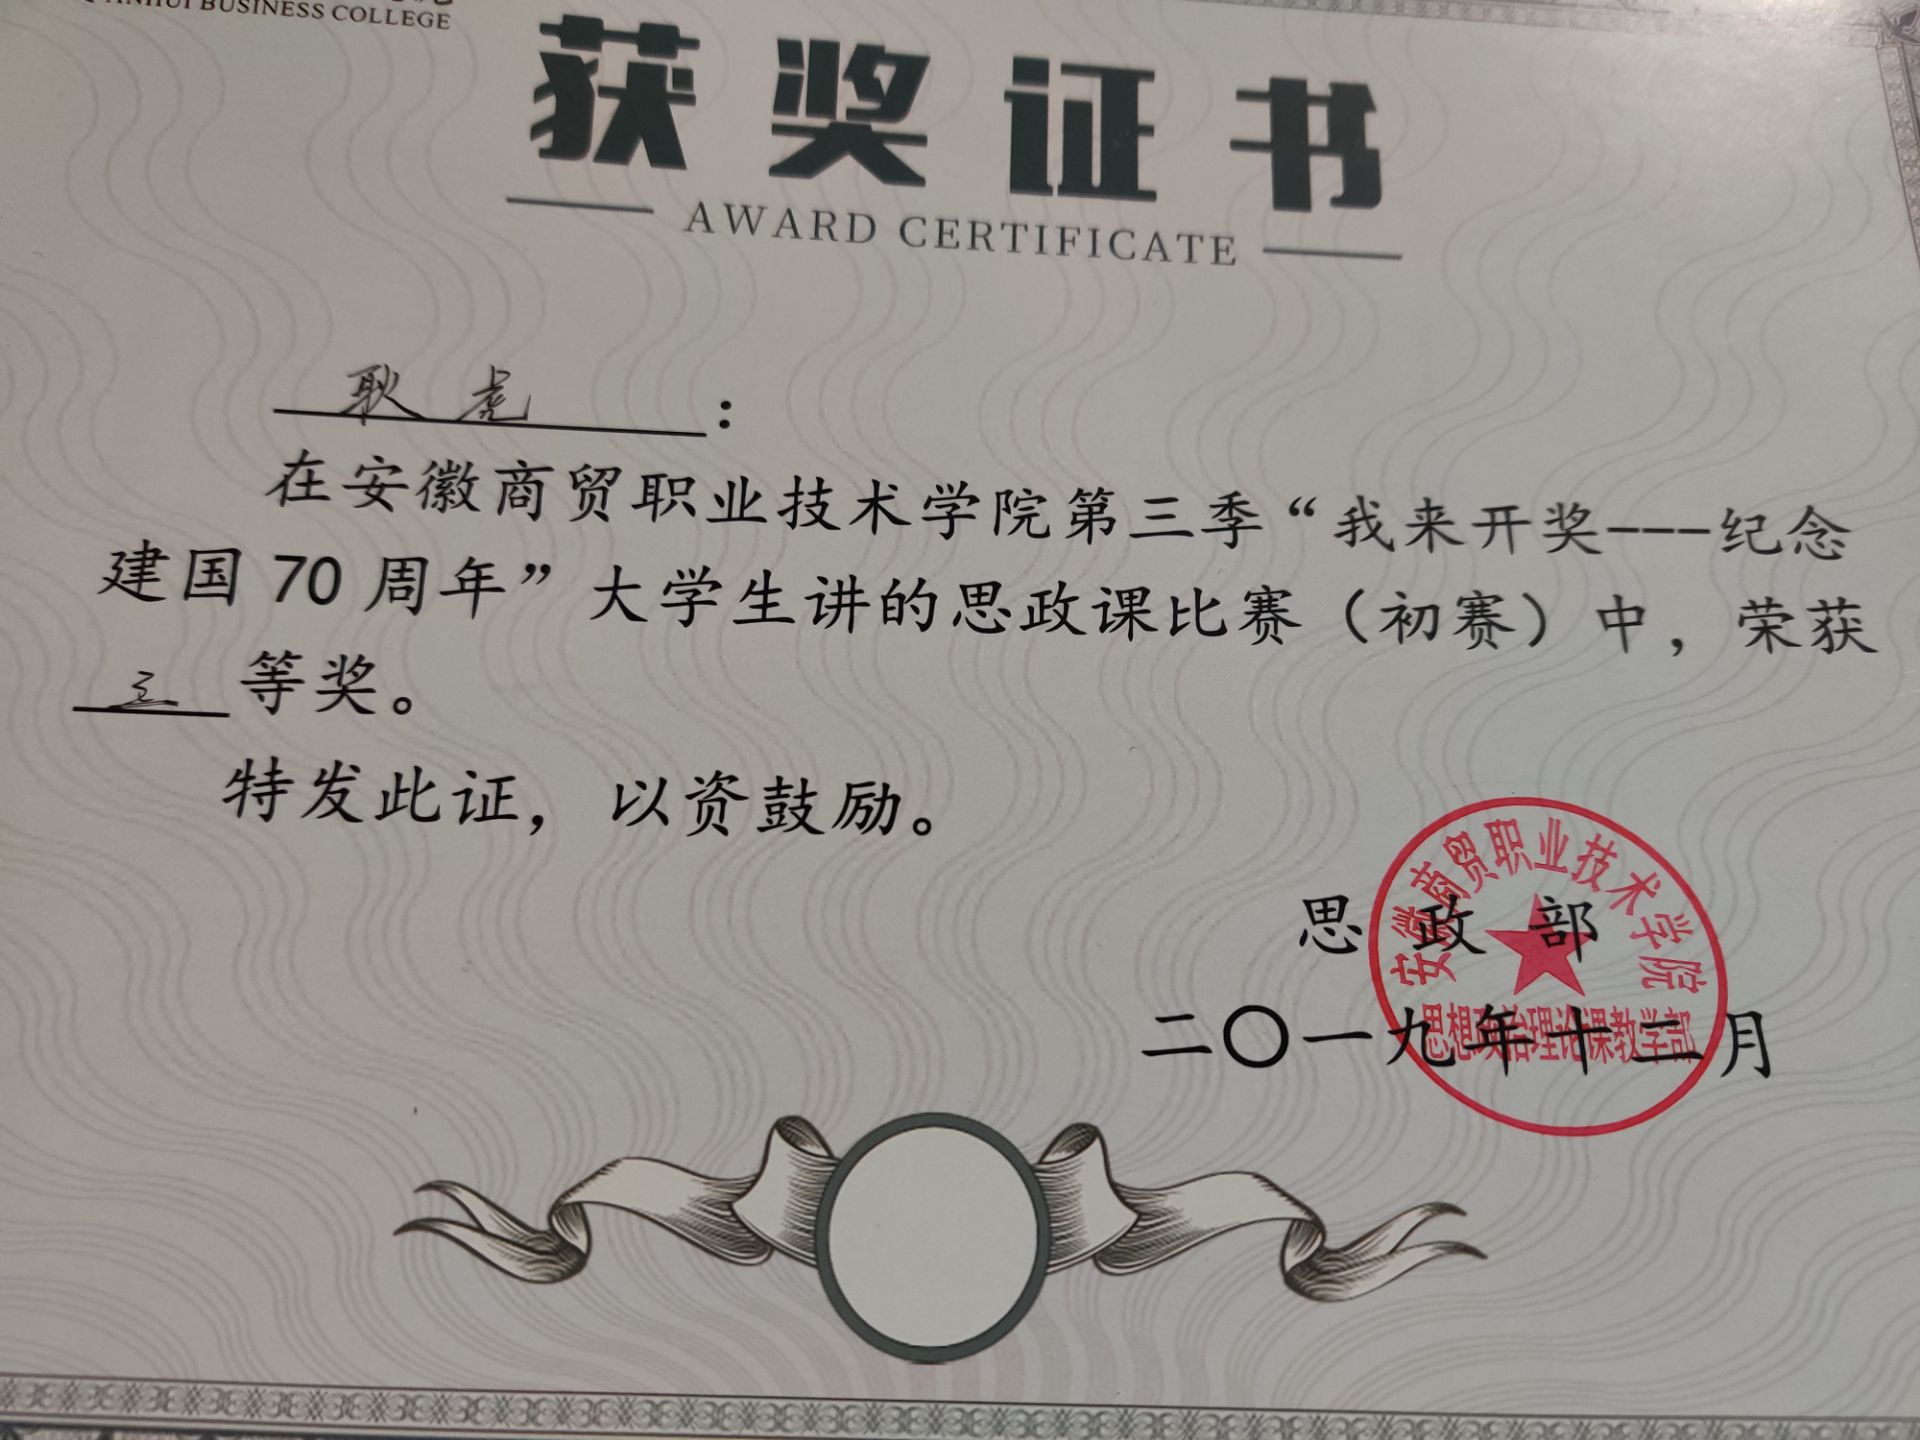 ANHUI BUSINESS COLLEGE
获奖证书
AWARD CERTIFICATE
耿虎：
在安徽商贸职业技术学院第三季“我来开奖---纪念
建国 70 周年”大学生讲的思政课比赛（初赛）中，荣获
三等奖。
特发此证，以资鼓励。
思 政 部
二〇一九年十二月
安徽商贸职业技术学院
思想政治理论课教学部